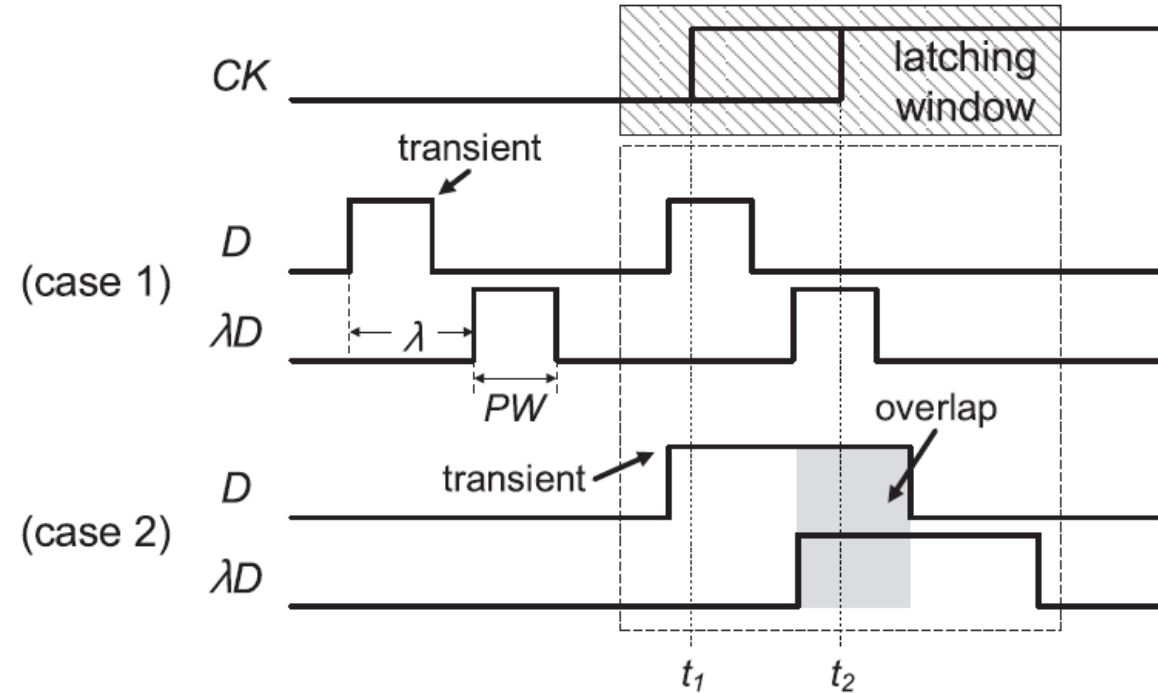 CK
latching
window
transient
D
(case 1)
λD
λ
PW
overlap
transient
D
(case 2)
λD
t1
t2